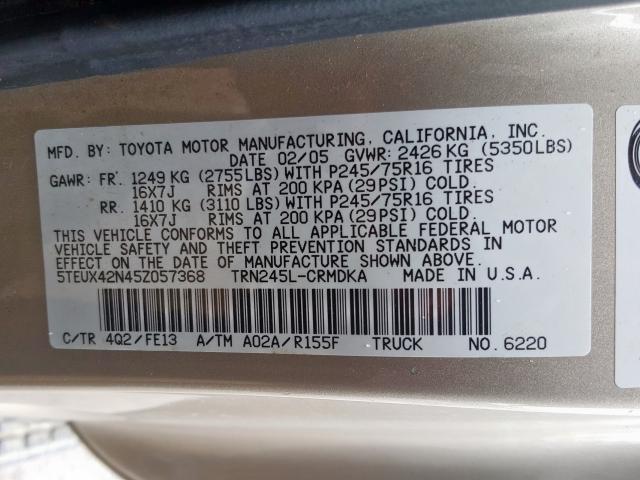 MFD. BY: TOYOTA MOTOR MANUFACTURING, CALIFORNIA, INC.
DATE 02/05 GVWR: 2426 KG (5350LBS)
GAWR: FR. 1249 KG (2755LBS) WITH P245/75R16 TIRES
16X7J RIMS AT 200 KPA (29PSI) COLD.
RR. 1410 KG (3110 LBS) WITH P245/75R16 TIRES
16X7J RIMS AT 200 KPA (29 PSI) COLD.
THIS VEHICLE CONFORMS TO ALL APPLICABLE FEDERAL MOTOR
VEHICLE SAFETY AND THEFT PREVENTION STANDARDS IN
EFFECT ON THE DATE OF MANUFACTURE SHOWN ABOVE.
5TEUX42N45Z057368 TRN245L-CRMDKA MADE IN U.S.A.
C/TR 4Q2/FE13 A/TM A02A/R155F TRUCK NO. 6220